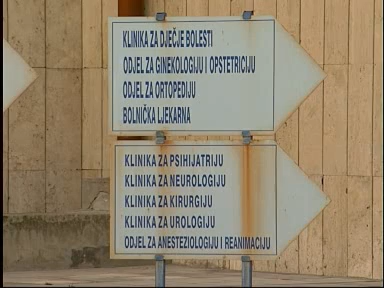 KLINIKA ZA DJEČJE BOLESTI
ODJEL ZA GINEKOLOGIJU I OPSTETRICIJU
ODJEL ZA ORTOPEDIJU
BOLNIČKA LJEKARNA
KLINIKA ZA PSIHIJATRIJU
KLINIKA ZA NEUROLOGIJU
KLINIKA ZA KIRURGIJU
KLINIKA ZA UROLOGIJU
ODJEL ZA ANESTEZIOLOGIJU I REANIMACIJU